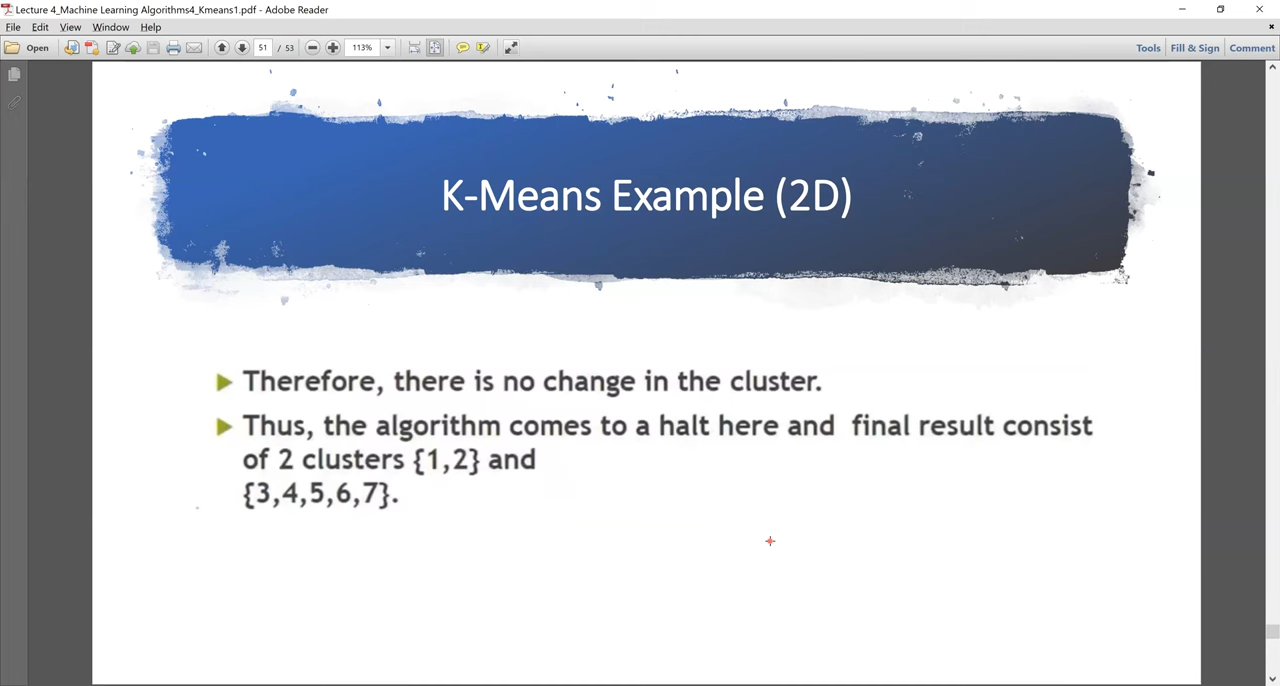 Lecture 4_Machine Learning Algorithms4_Kmeans1.pdf - Adobe Reader
File Edit View Window Help
Open 51 / 53 113% Tools Fill & Sign Comment
K-Means Example (2D)
Therefore, there is no change in the cluster.
Thus, the algorithm comes to a halt here and final result consist
of 2 clusters {1,2} and
{3,4,5,6,7}.